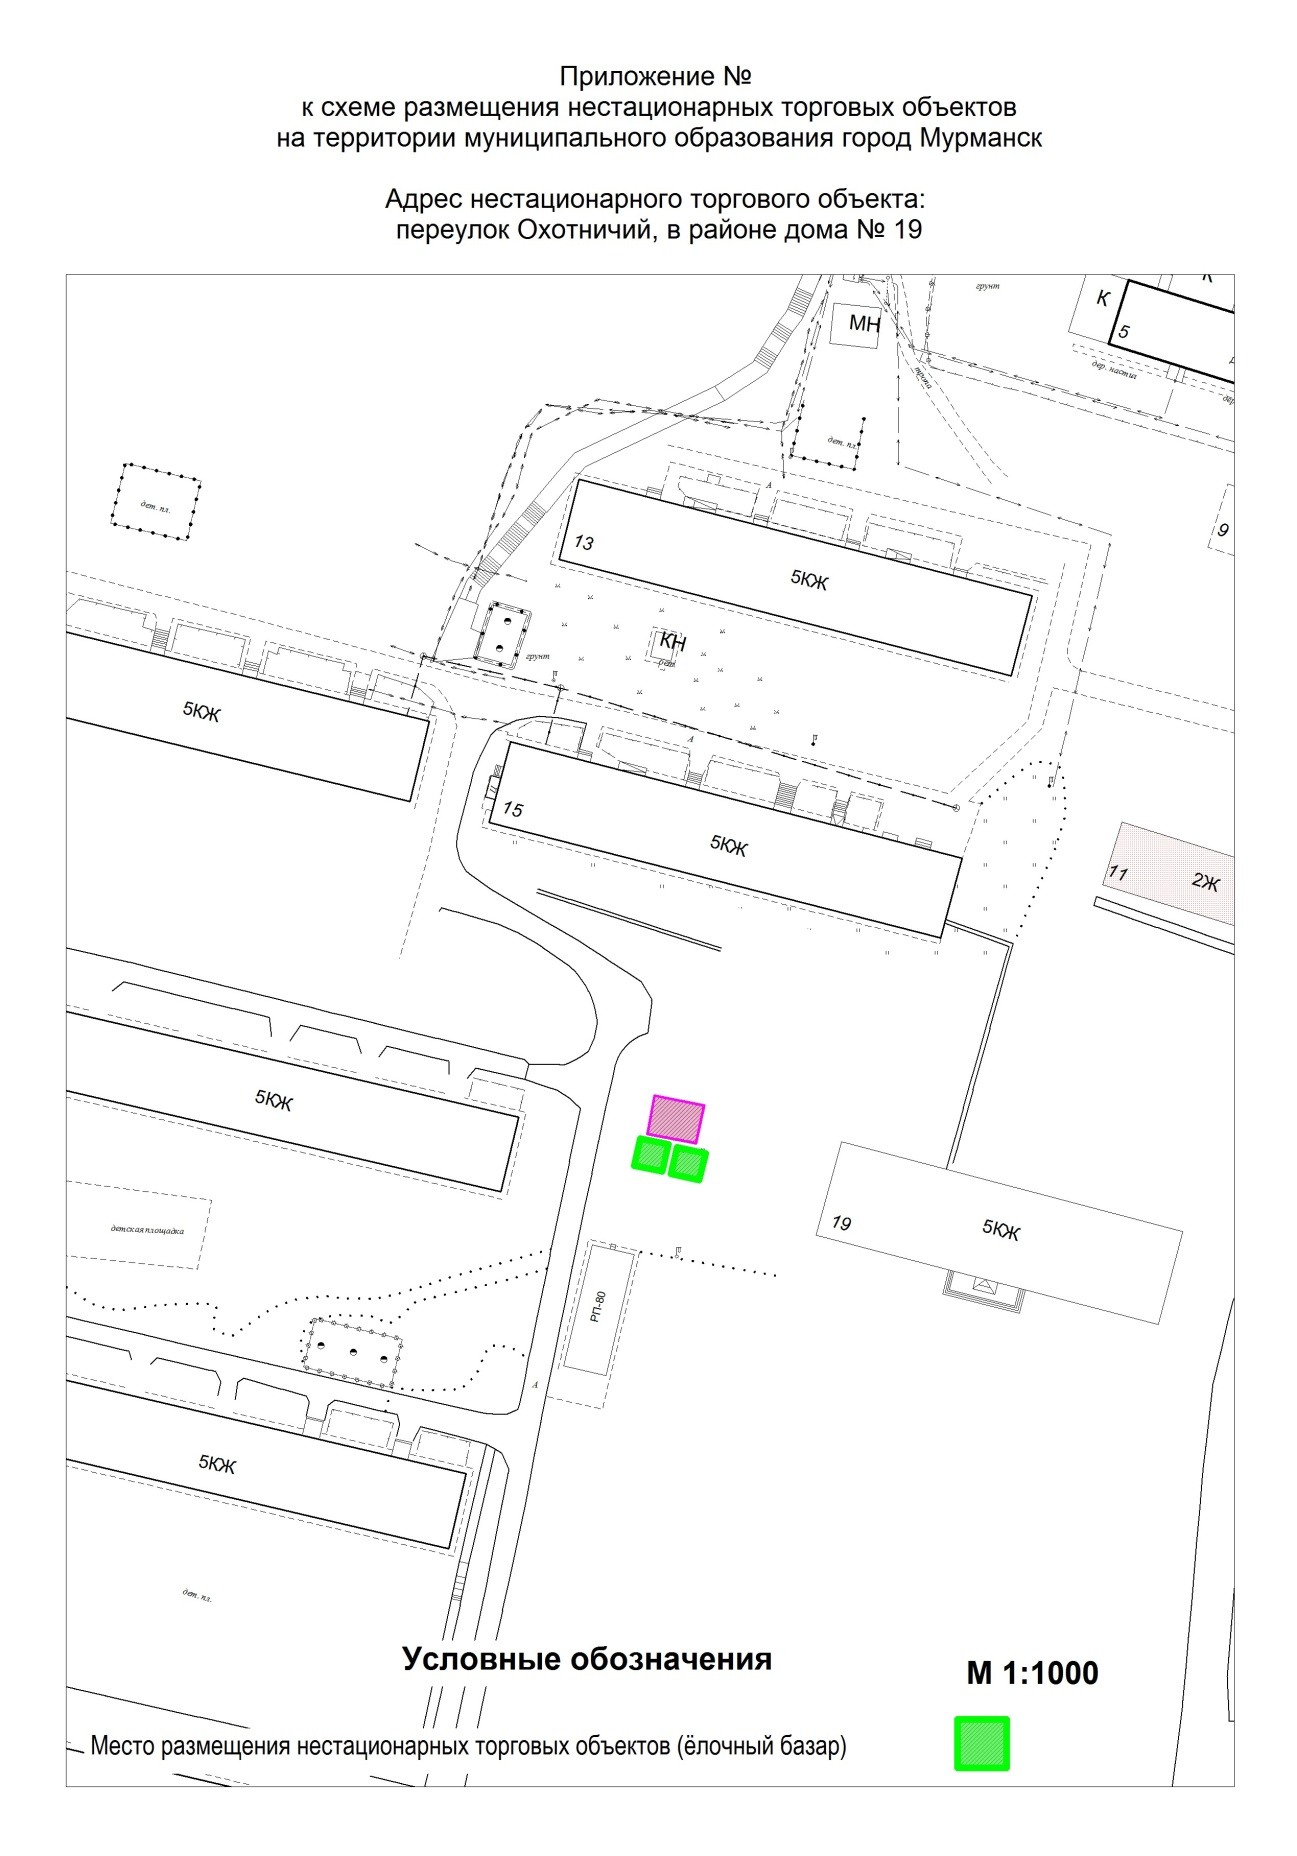 Приложение №
к схеме размещения нестационарных торговых объектов
на территории муниципального образования город Мурманск
Адрес нестационарного торгового объекта:
переулок Охотничий, в районе дома № 19
К
К
грунт
МН
5
дер. настил
тропа
дет. пл.
дет. пл.
А
9
13
5КЖ
КН
грунт
5КЖ
А
15
5КЖ
11
2Ж
5КЖ
19
5КЖ
детская площадка
РП-80
А
5КЖ
дет. пл.
Условные обозначения
М 1:1000
Место размещения нестационарных торговых объектов (ёлочный базар)